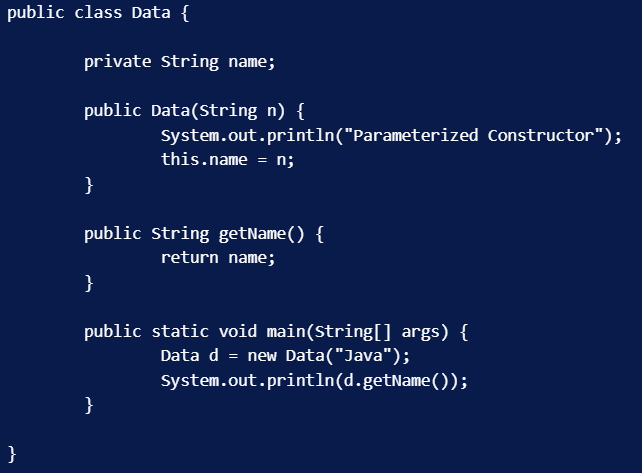 public class Data {
private String name;
public Data(String n) {
System.out.println("Parameterized Constructor");
this.name = n;
}
public String getName() {
return name;
}
public static void main(String[] args) {
Data d = new Data("Java");
System.out.println(d.getName());
}
}